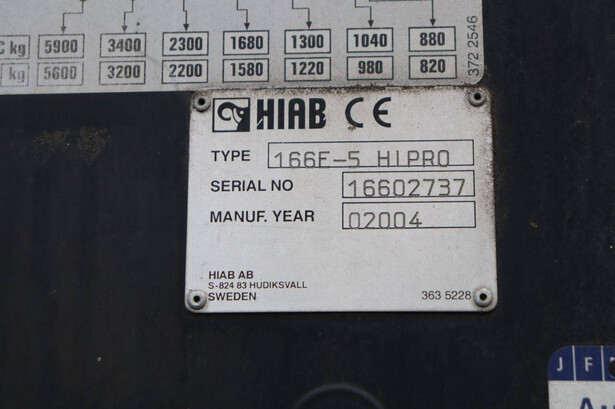 C kg 5900 3400 2300 1680 1300 1040 880
kg 5600 3200 2200 1580 1220 980 820
372 2546
HIAB CE
TYPE 166E-5 HIPRO
SERIAL NO 16602737
MANUF. YEAR 02004
HIAB AB
S-824 83 HUDIKSVALL
SWEDEN 363 5228
J F